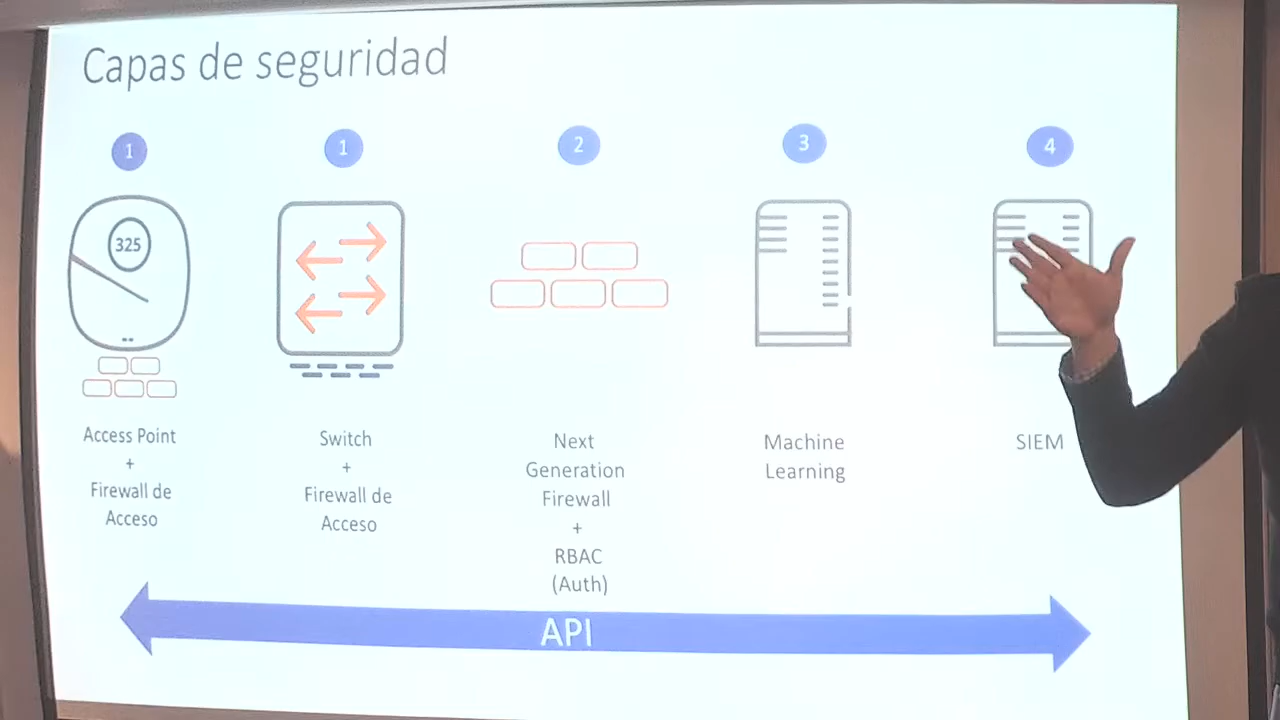 Capas de seguridad
1
1
2
3
4
325
Access Point
+
Firewall de
Acceso
Switch
+
Firewall de
Acceso
Next
Generation
Firewall
+
RBAC
(Auth)
Machine
Learning
SIEM
API